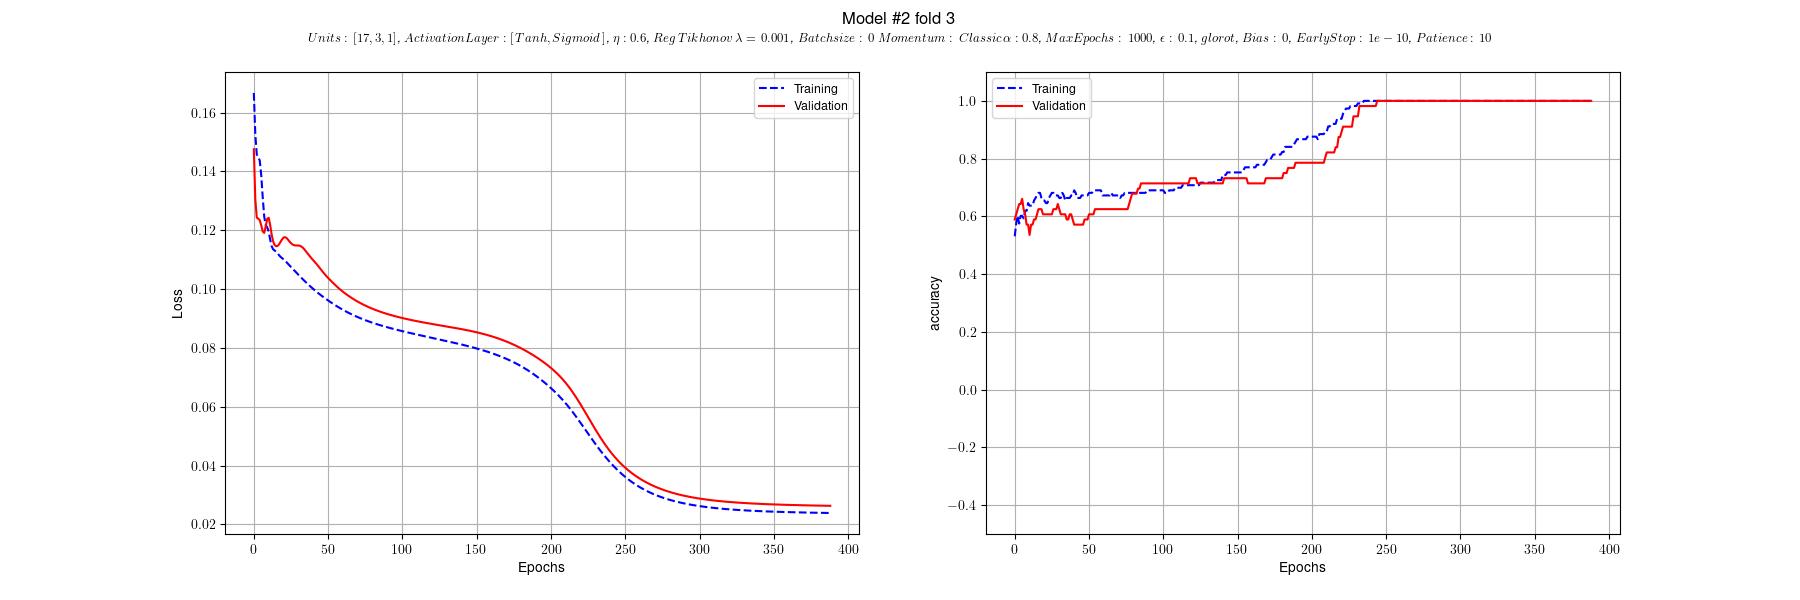 Model #2 fold 3
Units : [17, 3, 1], ActivationLayer : [Tanh, Sigmoid], η : 0.6, Reg Tikhonov λ = 0.001, Batchsize : 0 Momentum : Classicα : 0.8, MaxEpochs : 1000, ϵ : 0.1, glorot, Bias : 0, EarlyStop : 1e − 10, Patience : 10
Training
Validation
0.16
0.14
0.12
0.10
0.08
0.06
0.04
0.02
Loss
0 50 100 150 200 250 300 350 400
Epochs
Training
Validation
1.0
0.8
0.6
0.4
0.2
0.0
−0.2
−0.4
accuracy
0 50 100 150 200 250 300 350 400
Epochs